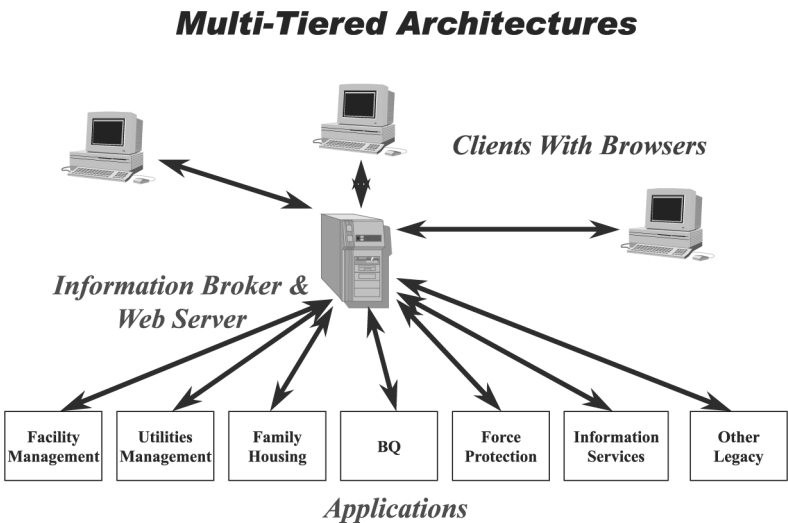 Multi-Tiered Architectures
Clients With Browsers
Information Broker &
Web Server
Facility
Management
Utilities
Management
Family
Housing
BQ
Force
Protection
Information
Services
Other
Legacy
Applications